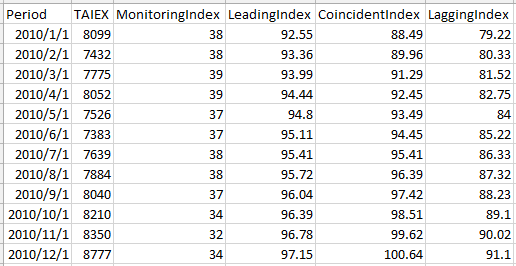 Period TAIEX MonitoringIndex LeadingIndex CoincidentIndex LaggingIndex
2010/1/1 8099 38 92.55 88.49 79.22
2010/2/1 7432 38 93.36 89.96 80.33
2010/3/1 7775 39 93.99 91.29 81.52
2010/4/1 8052 39 94.44 92.45 82.75
2010/5/1 7526 37 94.8 93.49 84
2010/6/1 7383 37 95.11 94.45 85.22
2010/7/1 7639 38 95.41 95.41 86.33
2010/8/1 7884 38 95.72 96.39 87.32
2010/9/1 8040 37 96.04 97.42 88.23
2010/10/1 8210 34 96.39 98.51 89.1
2010/11/1 8350 32 96.78 99.62 90.02
2010/12/1 8777 34 97.15 100.64 91.1